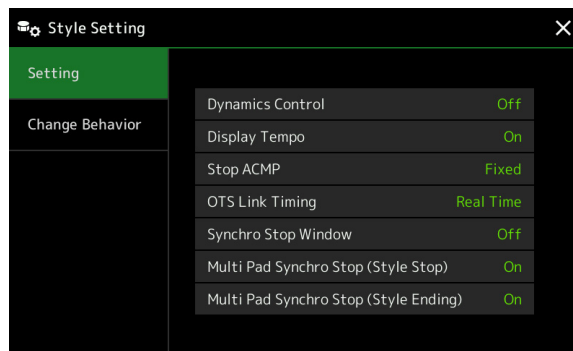 Style Setting
Setting
Change Behavior
Dynamics Control Off
Display Tempo On
Stop ACMP Fixed
OTS Link Timing Real Time
Synchro Stop Window Off
Multi Pad Synchro Stop (Style Stop) On
Multi Pad Synchro Stop (Style Ending) On